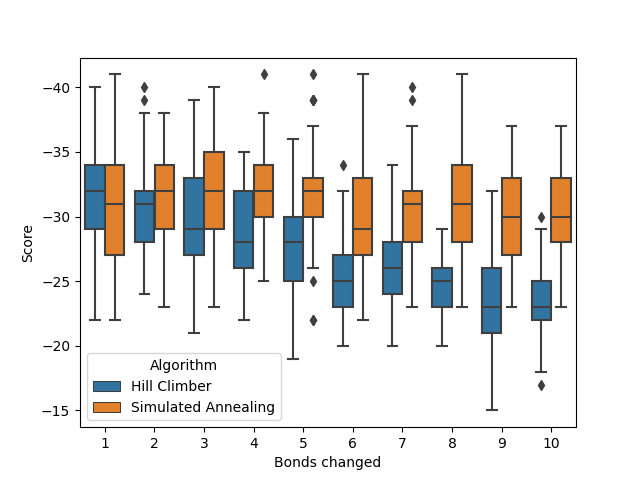 −40
−35
−30
−25
−20
−15
Score
Algorithm
Hill Climber
Simulated Annealing
1 2 3 4 5 6 7 8 9 10
Bonds changed